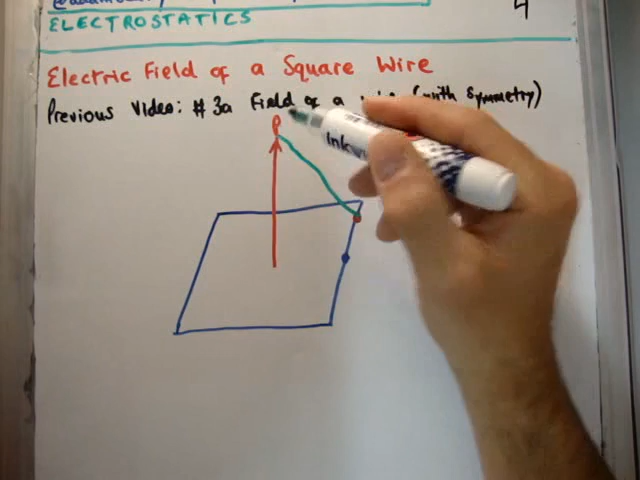 4
ELECTROSTATICS
Electric Field of a Square Wire
Previous Video: # 3a Field of a (with Symmetry)
P
ink